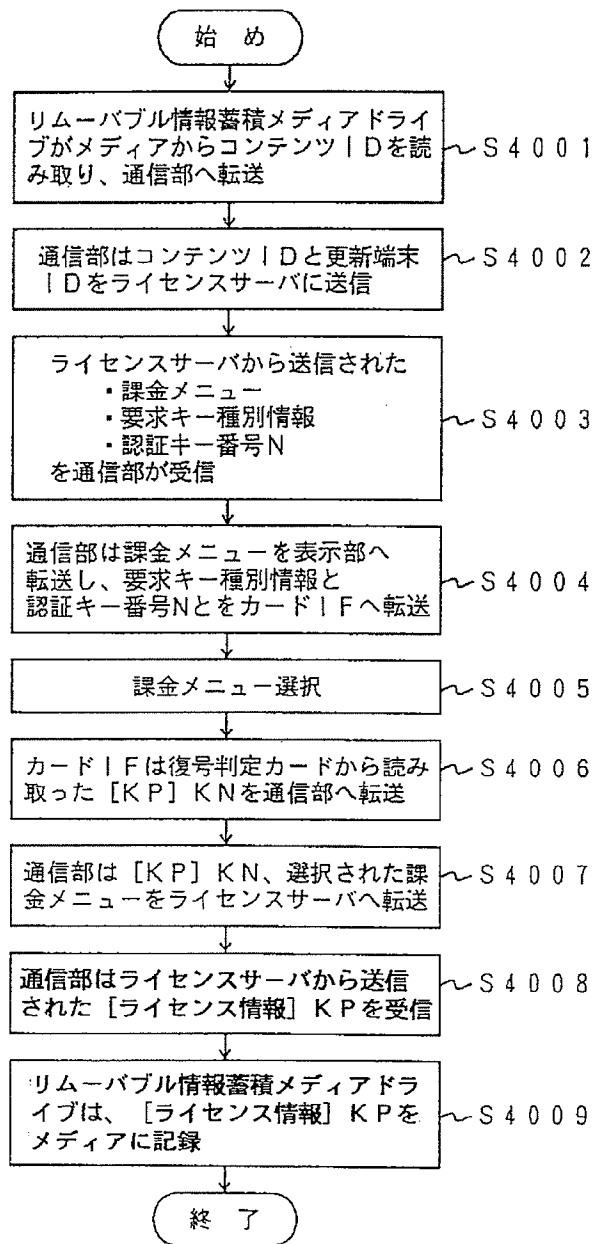 始 め
リムーバブル情報蓄積メディアドライ
ブがメディアからコンテンツIDを読
み取り、通信部へ転送
S4001
通信部はコンテンツIDと更新端末
IDをライセンスサーバに送信
S4002
ライセンスサーバから送信された
・課金メニュー
・要求キー種別情報
・認証キー番号N
を通信部が受信
S4003
通信部は課金メニューを表示部へ
転送し、要求キー種別情報と
認証キー番号NとをカードIFへ転送
S4004
課金メニュー選択
S4005
カードIFは復号判定カードから読み
取った[KP]KNを通信部へ転送
S4006
通信部は[KP]KN、選択された課
金メニューをライセンスサーバへ転送
S4007
通信部はライセンスサーバから送信
された[ライセンス情報]KPを受信
S4008
リムーバブル情報蓄積メディアドラ
イブは、[ライセンス情報]KPを
メディアに記録
S4009
終 了